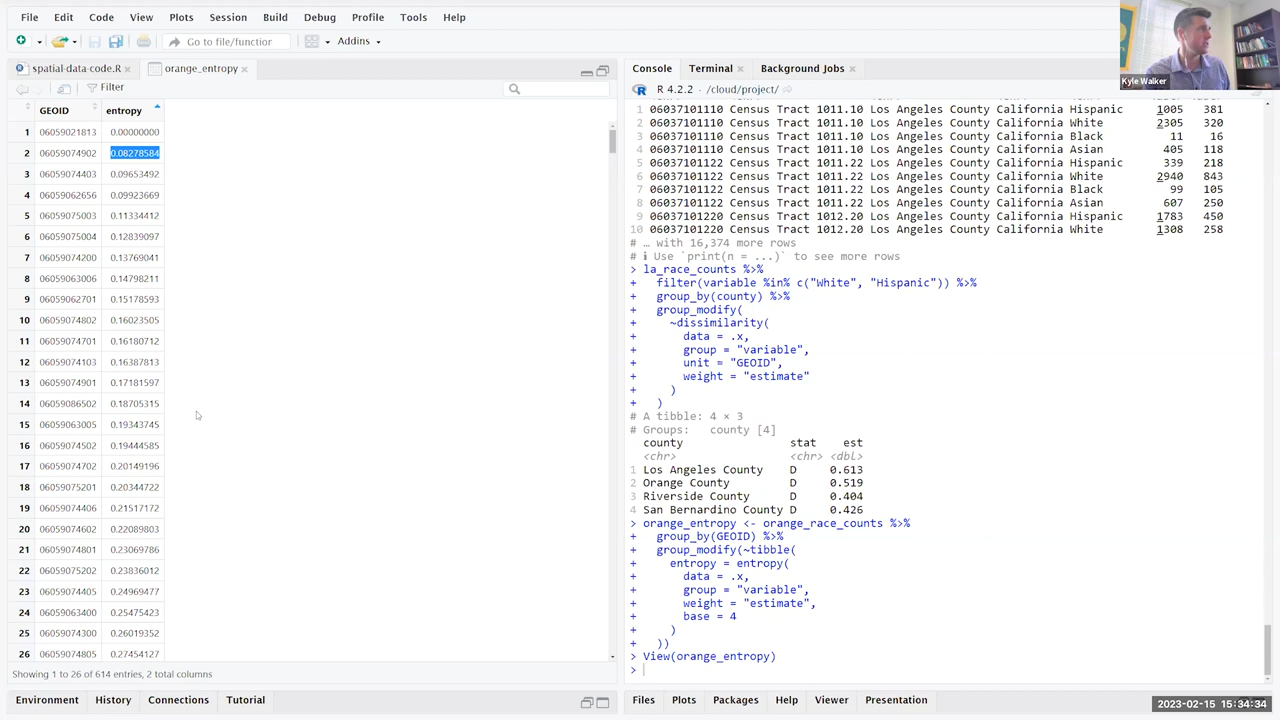 File Edit Code View Plots Session Build Debug Profile Tools Help
Go to file/function Addins
spatial-data-code.R orange_entropy
Filter
GEOID entropy
1 06059021813 0.00000000
2 06059074902 0.08278584
3 06059074403 0.09653492
4 06059062656 0.09923669
5 06059075003 0.11334412
6 06059075004 0.12839097
7 06059074200 0.13769041
8 06059063006 0.14798211
9 06059062701 0.15178593
10 06059074802 0.16023505
11 06059074701 0.16180712
12 06059076103 0.16387813
13 06059074901 0.17181597
14 06059086502 0.18705315
15 06059063005 0.19343745
16 06059074502 0.19444585
17 06059074702 0.20149196
18 06059075201 0.20344722
19 06059074406 0.21517172
20 06059074602 0.22089803
21 06059074801 0.23069786
22 06059075202 0.23836012
23 06059074405 0.24969477
24 06059063400 0.25475423
25 06059074300 0.26019352
26 06059074805 0.27454127
Showing 1 to 26 of 614 entries, 2 total columns
Environment History Connections Tutorial
Console Terminal Background Jobs
R 4.2.2 · /cloud/project/
1 06037101110 Census Tract 1011.10 Los Angeles County California Hispanic 1005 381
2 06037101110 Census Tract 1011.10 Los Angeles County California White 2305 320
3 06037101110 Census Tract 1011.10 Los Angeles County California Black 11 16
4 06037101110 Census Tract 1011.10 Los Angeles County California Asian 405 118
5 06037101122 Census Tract 1011.22 Los Angeles County California Hispanic 339 218
6 06037101122 Census Tract 1011.22 Los Angeles County California White 2940 843
7 06037101122 Census Tract 1011.22 Los Angeles County California Black 99 105
8 06037101122 Census Tract 1011.22 Los Angeles County California Asian 607 250
9 06037101220 Census Tract 1012.20 Los Angeles County California Hispanic 1783 450
10 06037101220 Census Tract 1012.20 Los Angeles County California White 1308 258
# … with 16,374 more rows
# ℹ Use `print(n = ...)` to see more rows
> la_race_counts %>%
+ filter(variable %in% c("White", "Hispanic")) %>%
+ group_by(county) %>%
+ group_modify(
+ ~dissimilarity(
+ data = .x,
+ group = "variable",
+ unit = "GEOID",
+ weight = "estimate"
+ )
+ )
# A tibble: 4 × 3
# Groups: county [4]
county stat est
<chr> <chr> <dbl>
1 Los Angeles County D 0.613
2 Orange County D 0.519
3 Riverside County D 0.404
4 San Bernardino County D 0.426
> orange_entropy <- orange_race_counts %>%
+ group_by(GEOID) %>%
+ group_modify(~tibble(
+ entropy = entropy(
+ data = .x,
+ group = "variable",
+ weight = "estimate",
+ base = 4
+ )
+ ))
> View(orange_entropy)
>
Files Plots Packages Help Viewer Presentation
Kyle Walker
2023-02-15 15:34:34